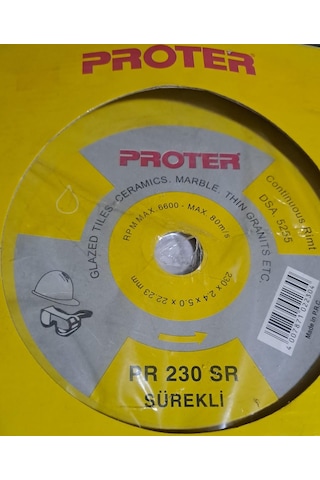 PROTER
PROTER
GLAZED TILES, CERAMICS, MARBLE, THIN GRANITS ETC.
RPM MAX. 6600 - MAX. 80m/s
230 x 2.4 x 5.0 x 22.23 mm
Continuous Rimt
DSA. 5255
Made in P.R.C
PR 230 SR
SÜREKLİ